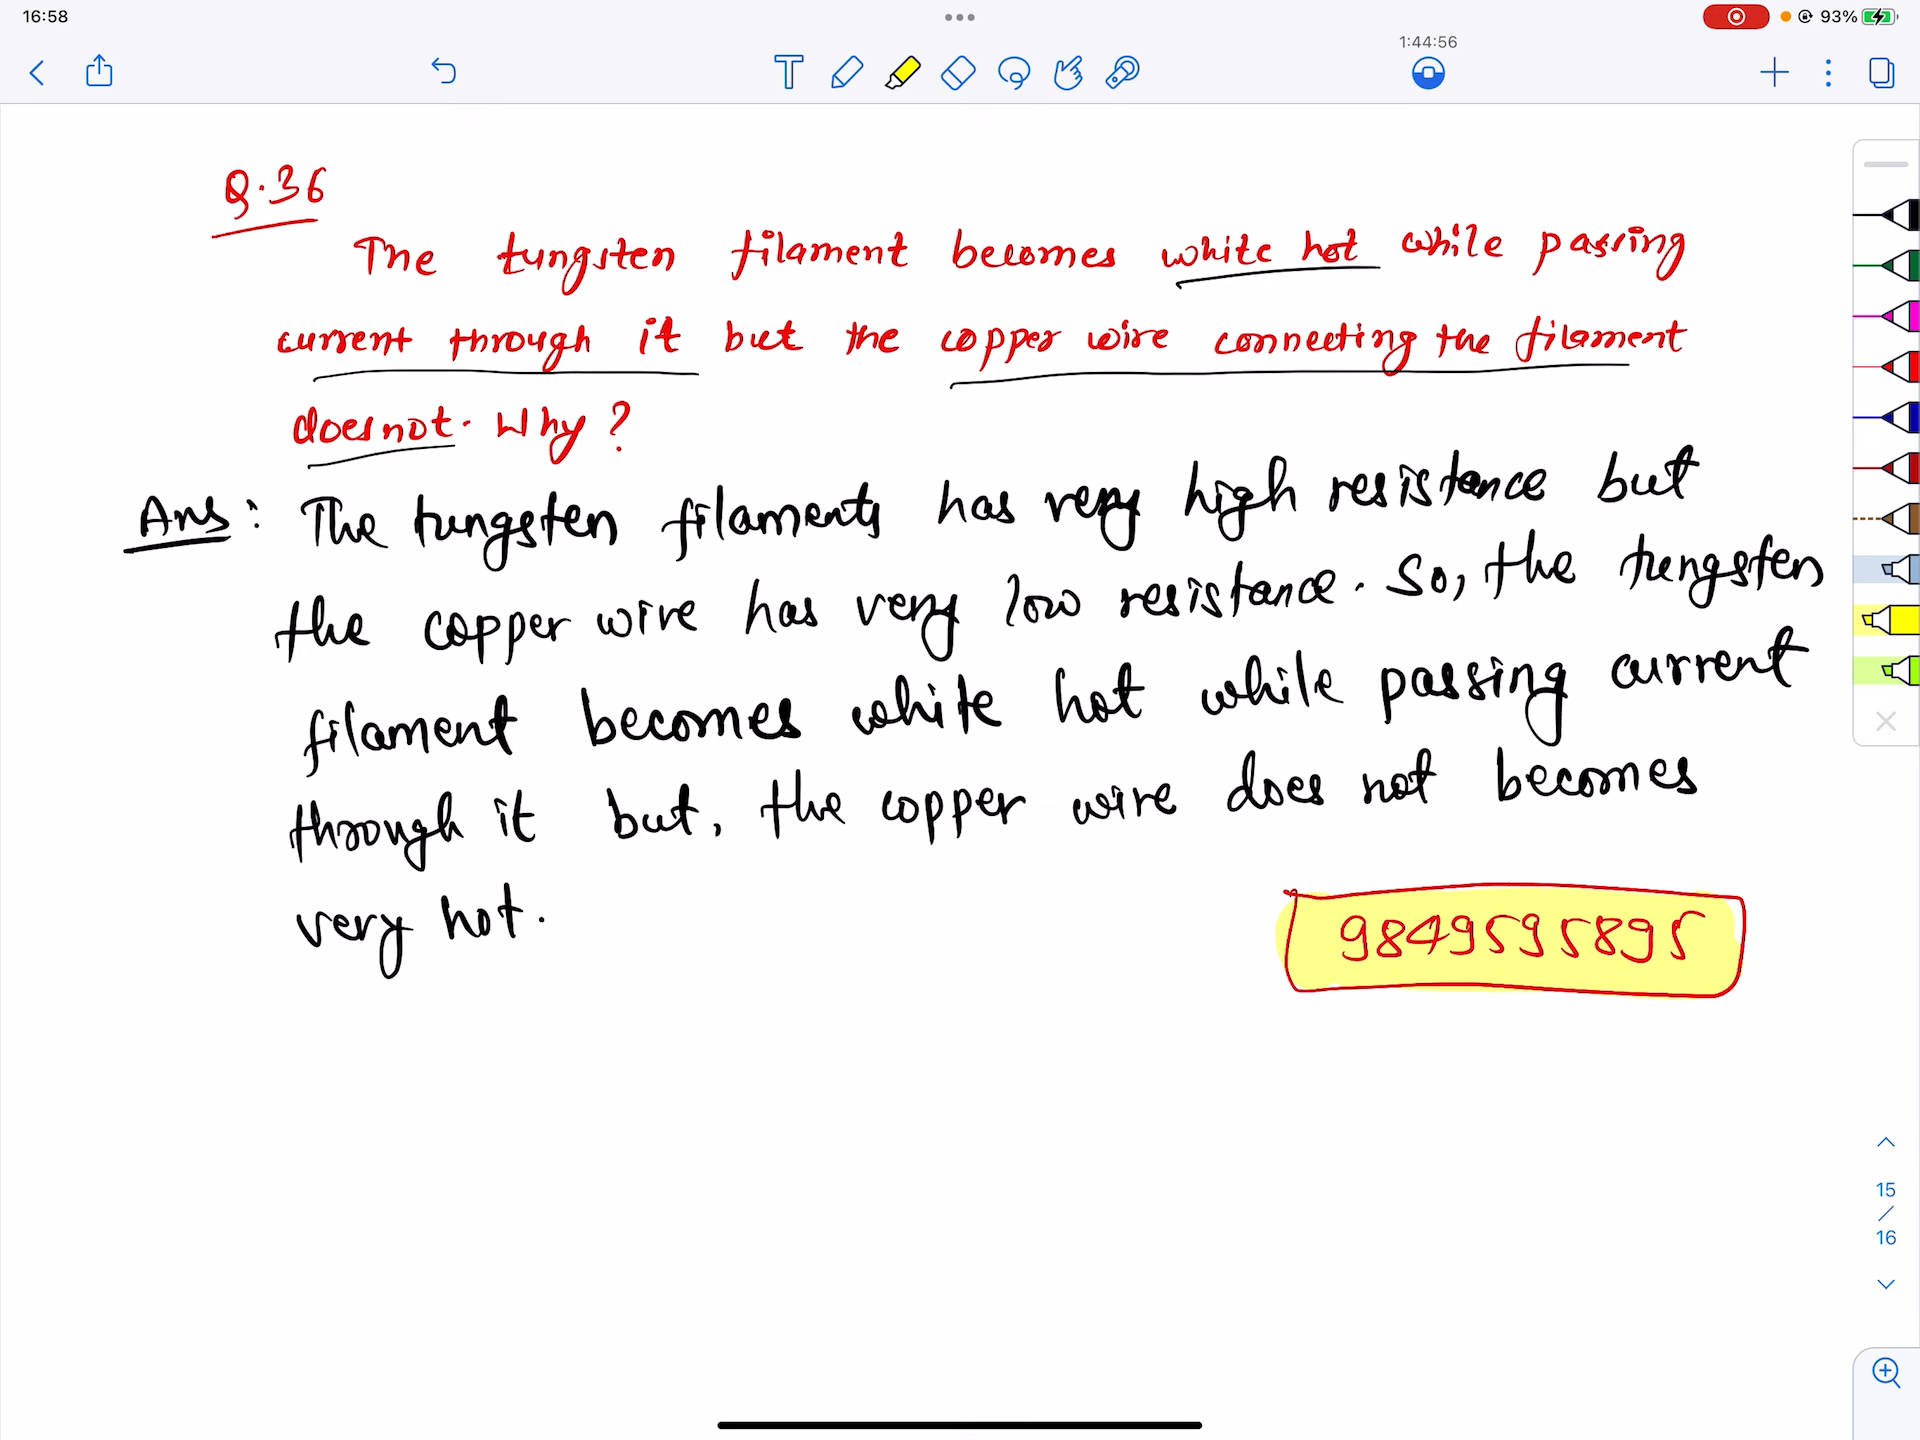 16:58
93%
1:44:56
Q.36
The tungsten filament becomes white hot while passing
current through it but the copper wire connecting the filament
does not. Why?
Ans: The tungsten filaments has very high resistance but
the copper wire has very low resistance. So, the tungsten
filament becomes white hot while passing current
through it but, the copper wire does not becomes
very hot.
9849595895
15
/
16